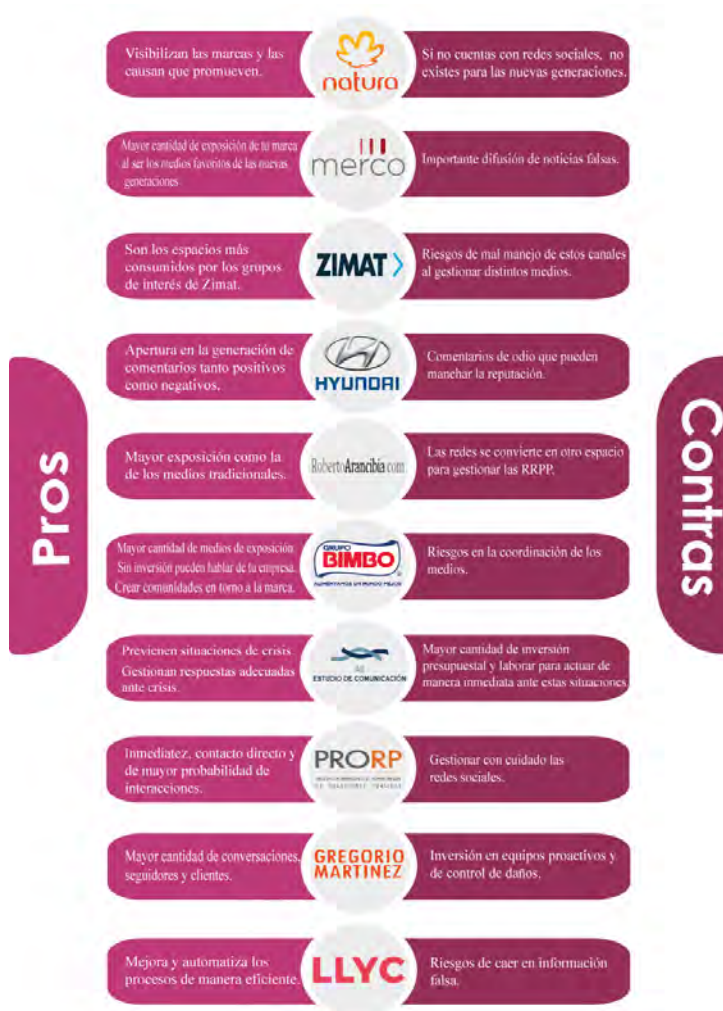 Pros
Contras
Visibilizan las marcas y las
causan que promueven.
natura
Si no cuentas con redes sociales, no
existes para las nuevas generaciones.
Mayor cantidad de exposición de tu marca
al ser los medios favoritos de las nuevas
generaciones
merco
Importante difusión de noticias falsas.
Son los espacios más
consumidos por los grupos
de interés de Zimat.
ZIMAT
Riesgos de mal manejo de estos canales
al gestionar distintos medios.
Apertura en la generación de
comentarios tanto positivos
como negativos.
HYUNDAI
Comentarios de odio que pueden
manchar la reputación.
Mayor exposición como la
de los medios tradicionales.
RobertoArancibia.com
Las redes se convierte en otro espacio
para gestionar las RRPP.
Mayor cantidad de medios de exposición
Sin inversión pueden hablar de tu empresa.
Crear comunidades en torno a la marca.
GRUPO
BIMBO
ALIMENTAMOS UN MUNDO MEJOR
Riesgos en la coordinación de los
medios.
Previenen situaciones de crisis
Gestionan respuestas adecuadas
ante crisis.
ESTUDIO DE COMUNICACIÓN
Mayor cantidad de inversión
presupuestal y laborar para actuar de
manera inmediata ante estas situaciones.
Inmediatez, contacto directo y
de mayor probabilidad de
interacciones.
PRORP
Gestionar con cuidado las
redes sociales.
Mayor cantidad de conversaciones,
seguidores y clientes.
GREGORIO
MARTINEZ
Inversión en equipos proactivos y
de control de daños.
Mejora y automatiza los
procesos de manera eficiente.
LLYC
Riesgos de caer en información
falsa.